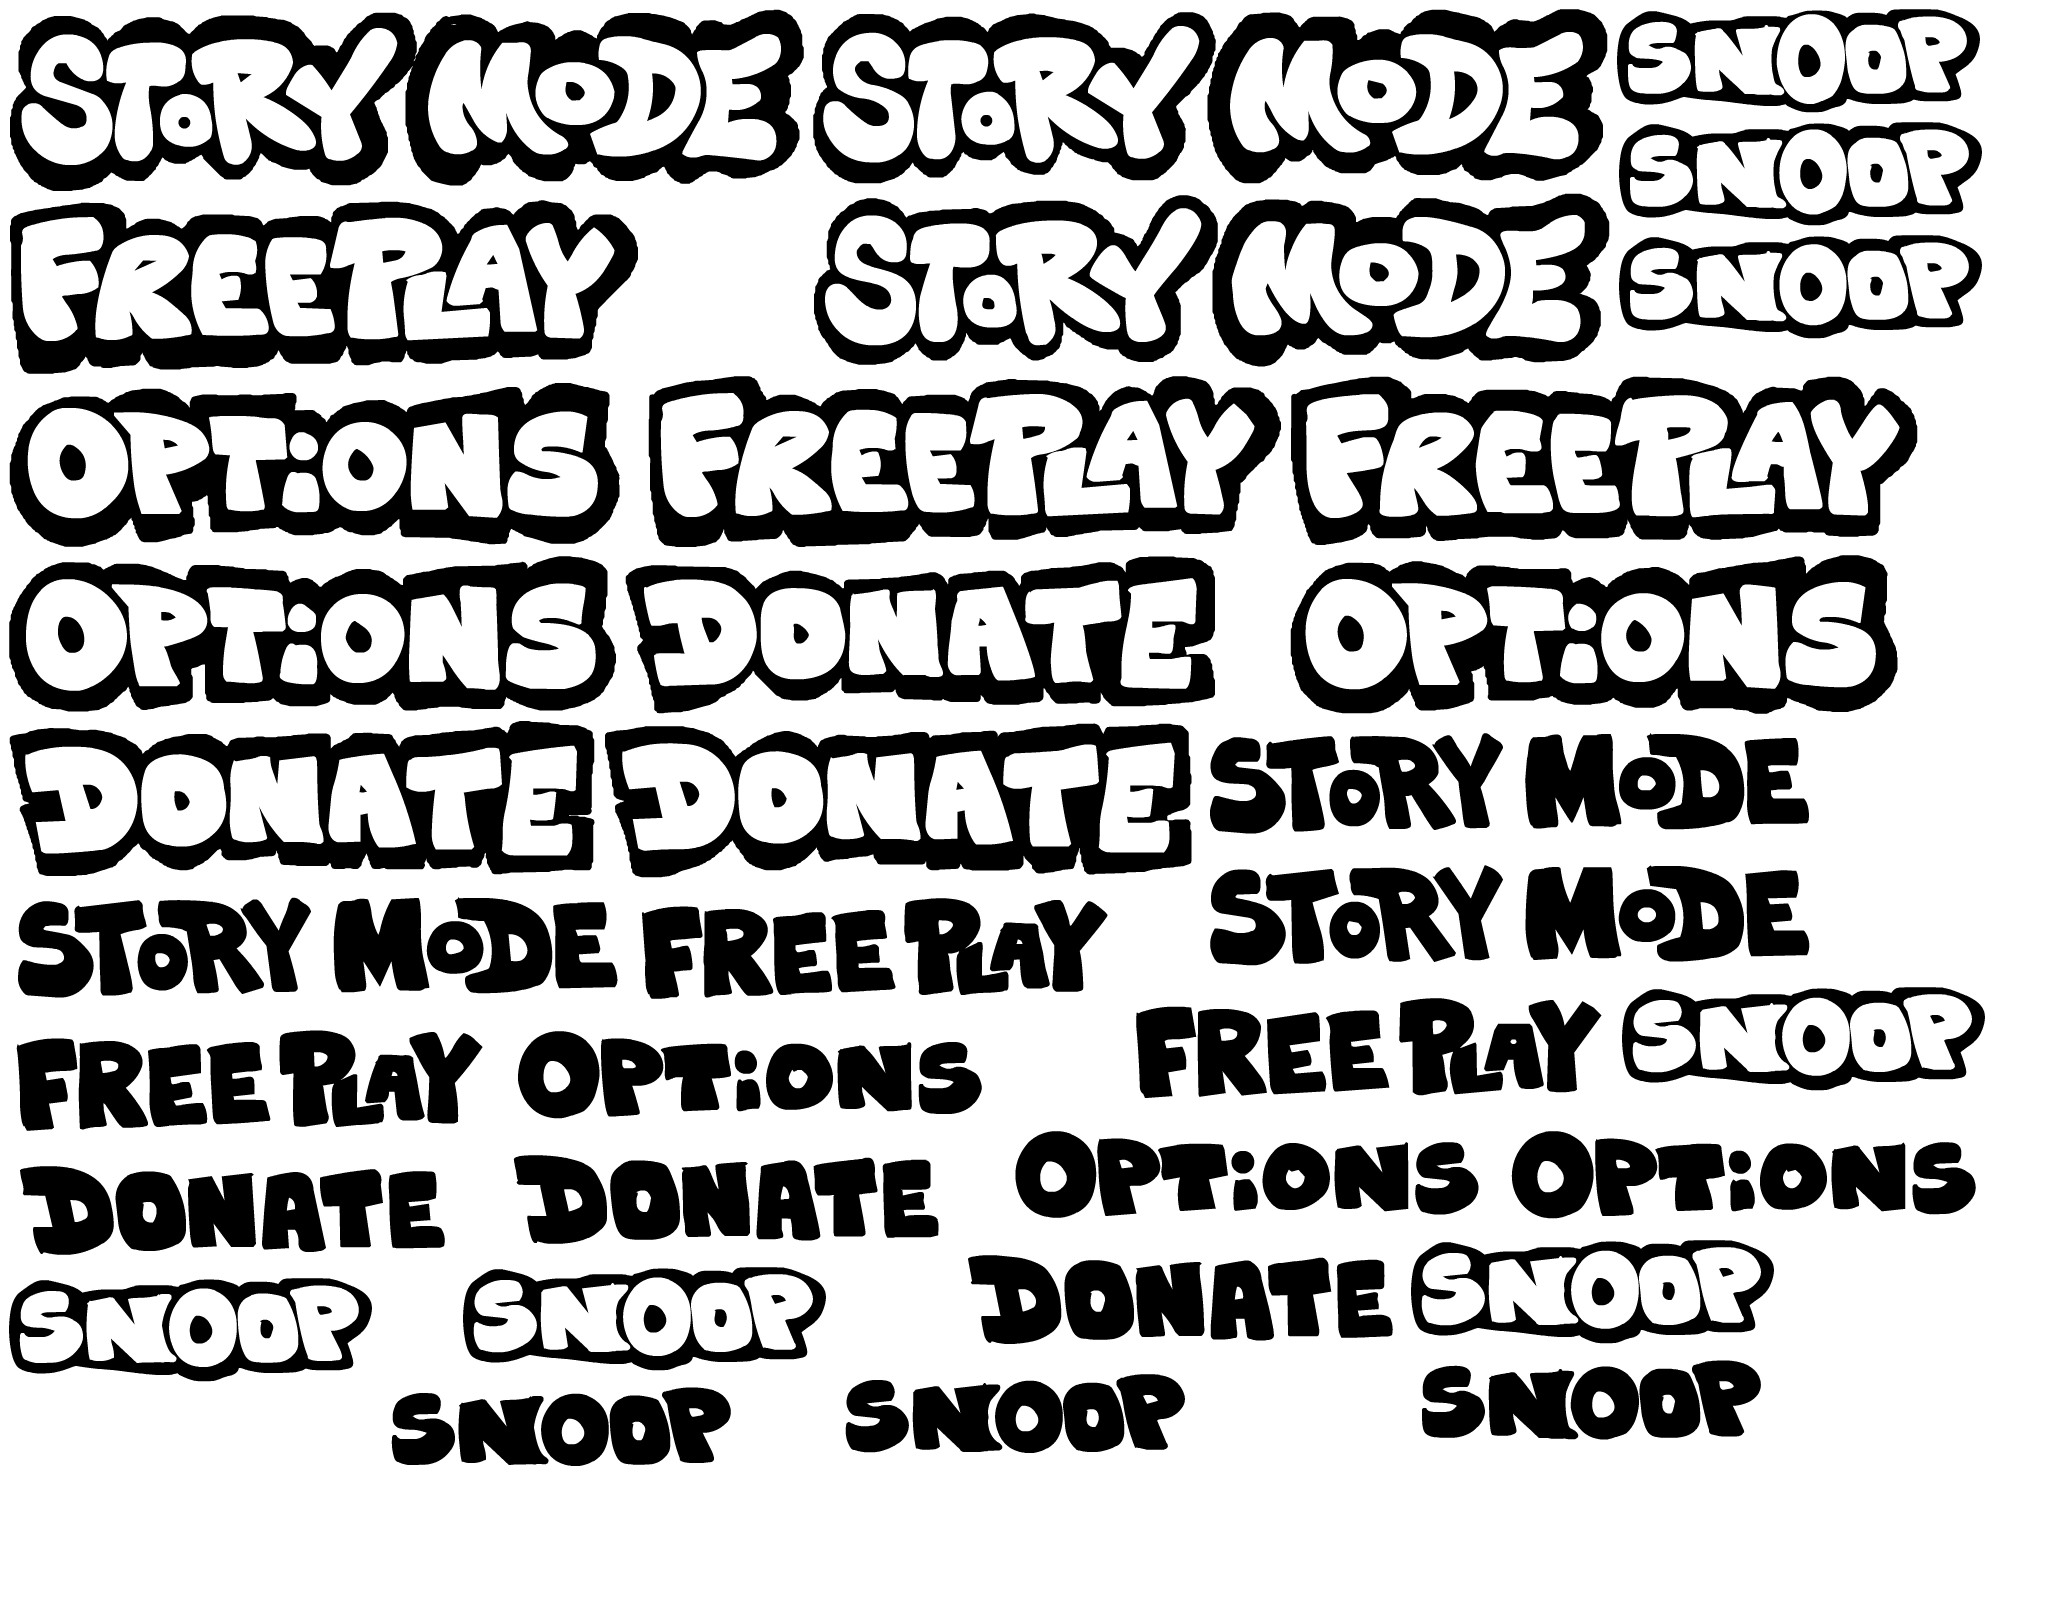 STORY MODE STORY MODE SNOOP
SNOOP
FREEPLAY STORY MODE SNOOP
OPTIONS FREEPLAY FREEPLAY
OPTIONS DONATE OPTIONS
DONATE DONATE STORY MODE
STORY MODE FREE PLAY STORY MODE
FREE PLAY OPTIONS FREE PLAY SNOOP
DONATE DONATE OPTIONS OPTIONS
SNOOP SNOOP DONATE SNOOP
SNOOP SNOOP SNOOP